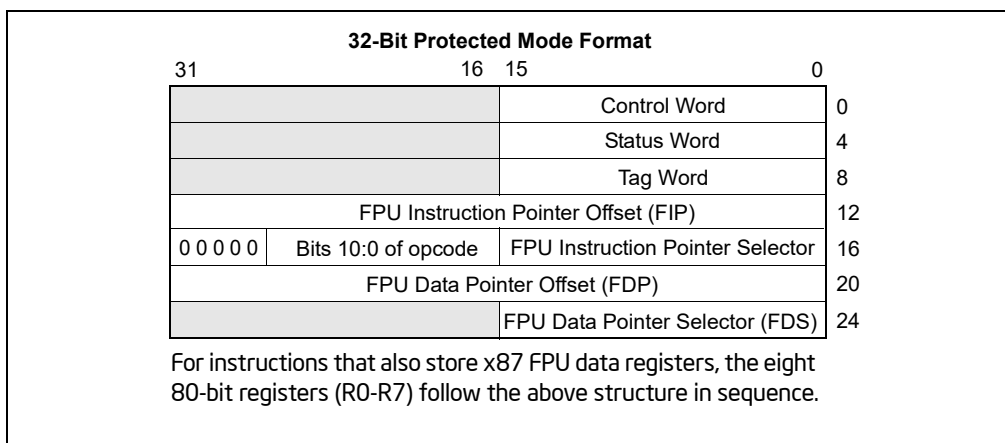 32-Bit Protected Mode Format
31 16 15 0
Control Word 0
Status Word 4
Tag Word 8
FPU Instruction Pointer Offset (FIP) 12
0 0 0 0 0 Bits 10:0 of opcode FPU Instruction Pointer Selector 16
FPU Data Pointer Offset (FDP) 20
FPU Data Pointer Selector (FDS) 24
For instructions that also store x87 FPU data registers, the eight
80-bit registers (R0-R7) follow the above structure in sequence.